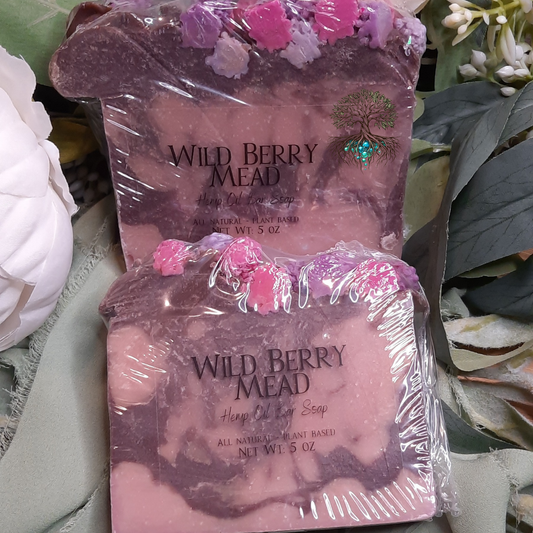 Wild Berry
Mead
Hemp Oil Bar Soap
All Natural - Plant Based
Net Wt. 5 oz
Wild Berry
Mead
Hemp Oil Bar Soap
All Natural - Plant Based
Net Wt. 5 oz